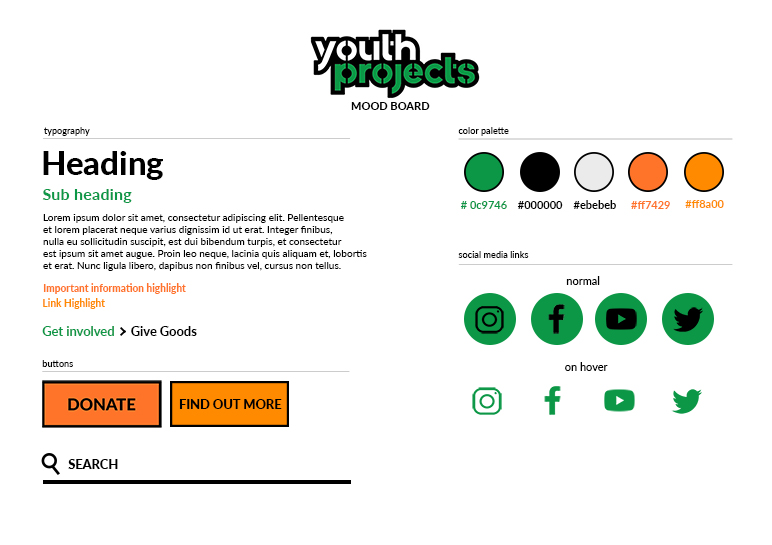 youth
projects
MOOD BOARD
typography
Heading
Sub heading
Lorem ipsum dolor sit amet, consectetur adipiscing elit. Pellentesque
et lorem placerat neque varius dignissim id ut erat. Integer finibus,
nulla eu sollicitudin suscipit, est dui bibendum turpis, et consectetur
est ipsum sit amet augue. Proin leo neque, lacinia quis aliquam et, lobortis
et erat. Nunc ligula libero, dapibus non finibus vel, cursus non tellus.
Important information highlight
Link Highlight
Get involved > Give Goods
buttons
DONATE
FIND OUT MORE
SEARCH
color palette
# 0c9746
#000000
#ebebeb
#ff7429
#ff8a00
social media links
normal
on hover